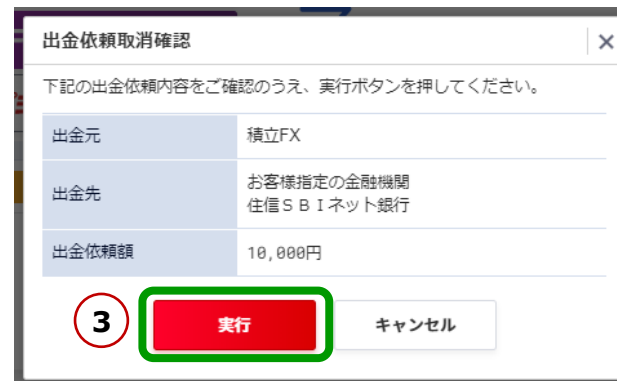 出金依頼取消確認
下記の出金依頼内容をご確認のうえ、実行ボタンを押してください。
出金元 積立FX
出金先 お客様指定の金融機関
住信ＳＢＩネット銀行
出金依頼額 10,000円
③ 実行 キャンセル